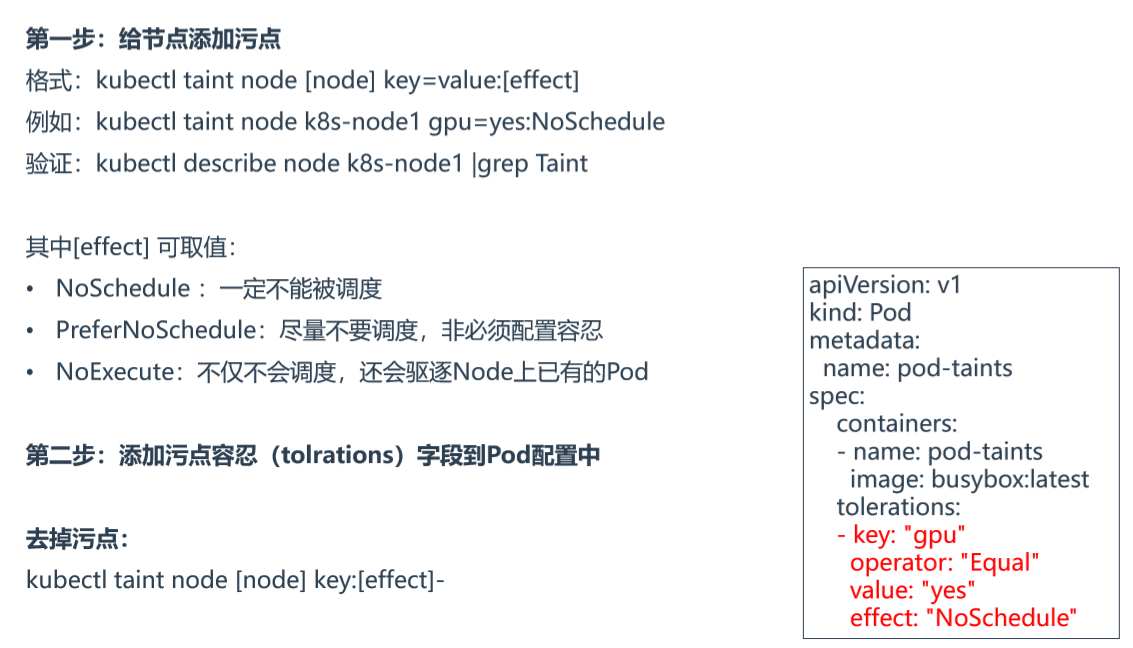 第一步：给节点添加污点
格式：kubectl taint node [node] key=value:[effect]
例如：kubectl taint node k8s-node1 gpu=yes:NoSchedule
验证：kubectl describe node k8s-node1 |grep Taint
其中[effect] 可取值：
• NoSchedule ：一定不能被调度
• PreferNoSchedule：尽量不要调度，非必须配置容忍
• NoExecute：不仅不会调度，还会驱逐Node上已有的Pod
第二步：添加污点容忍（tolrations）字段到Pod配置中
去掉污点：
kubectl taint node [node] key:[effect]-
apiVersion: v1
kind: Pod
metadata:
  name: pod-taints
spec:
    containers:
    - name: pod-taints
      image: busybox:latest
    tolerations:
    - key: "gpu"
      operator: "Equal"
      value: "yes"
      effect: "NoSchedule"